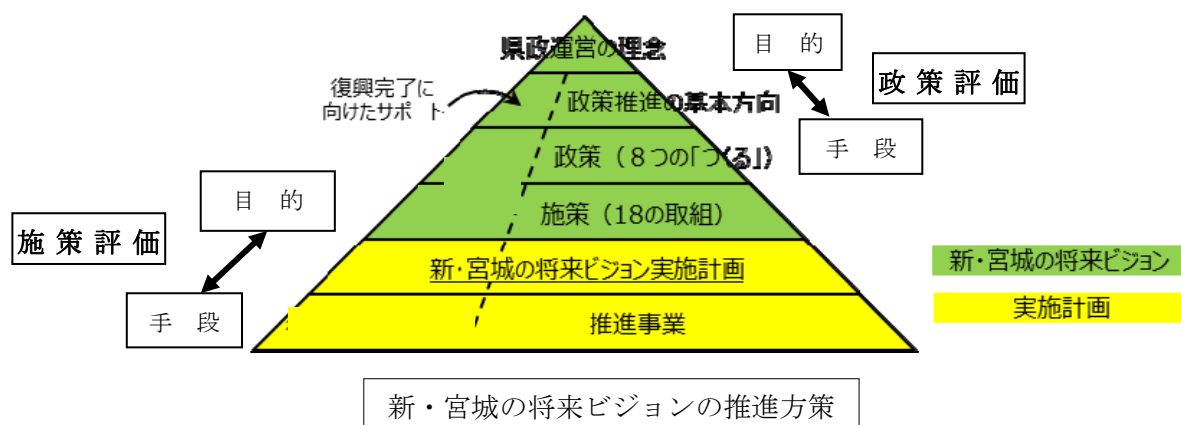 県政運営の理念
目 的
政策評価
復興完了に
向けたサポート
政策推進の基本方向
手 段
政策（８つの「つくる」）
目 的
施策（18の取組）
施策評価
新・宮城の将来ビジョン実施計画
新・宮城の将来ビジョン
手 段
推進事業
実施計画
新・宮城の将来ビジョンの推進方策